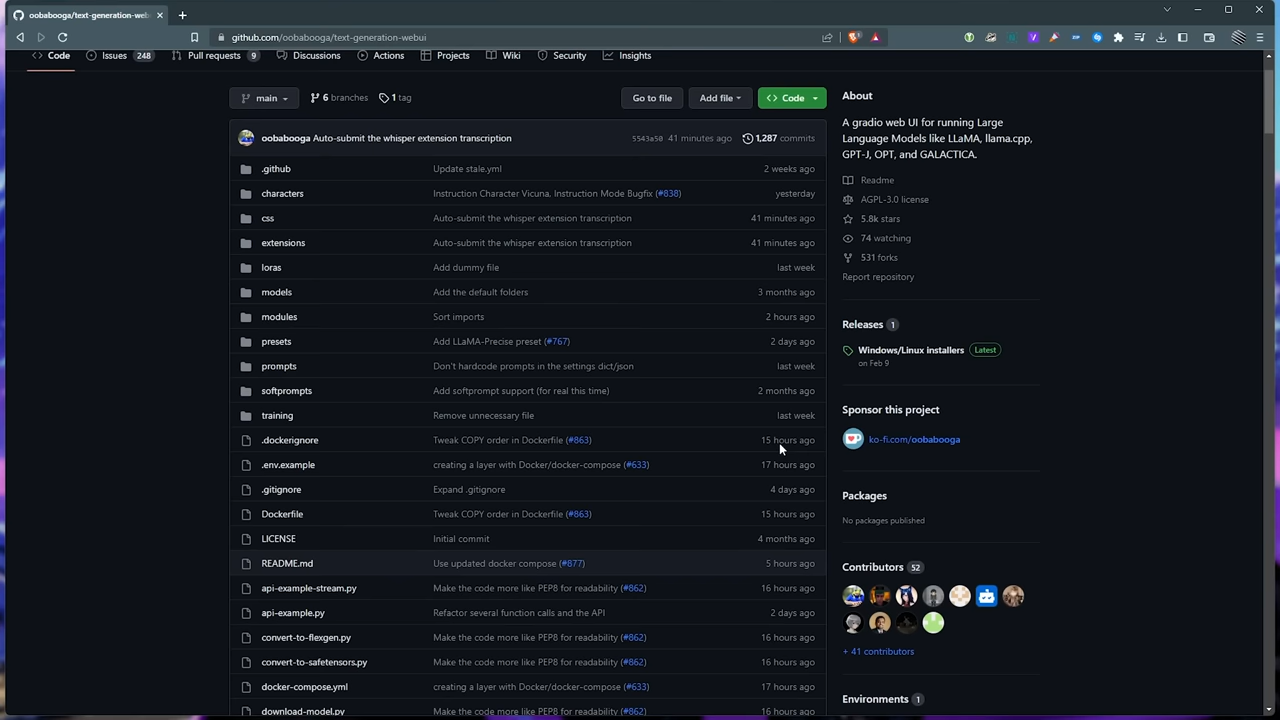 oobabooga/text-generation-web
github.com/oobabooga/text-generation-webui
Code
Issues 248
Pull requests 9
Discussions
Actions
Projects
Wiki
Security
Insights
main
6 branches
1 tag
Go to file
Add file
Code
oobabooga Auto-submit the whisper extension transcription 5543a50 41 minutes ago 1,287 commits
.github Update stale.yml 2 weeks ago
characters Instruction Character Vicuna, Instruction Mode Bugfix (#838) yesterday
css Auto-submit the whisper extension transcription 41 minutes ago
extensions Auto-submit the whisper extension transcription 41 minutes ago
loras Add dummy file last week
models Add the default folders 3 months ago
modules Sort imports 2 hours ago
presets Add LLaMA-Precise preset (#767) 2 days ago
prompts Don't hardcode prompts in the settings dict/json last week
softprompts Add softprompt support (for real this time) 2 months ago
training Remove unnecessary file last week
.dockerignore Tweak COPY order in Dockerfile (#863) 15 hours ago
.env.example creating a layer with Docker/docker-compose (#633) 17 hours ago
.gitignore Expand .gitignore 4 days ago
Dockerfile Tweak COPY order in Dockerfile (#863) 15 hours ago
LICENSE Initial commit 4 months ago
README.md Use updated docker compose (#877) 5 hours ago
api-example-stream.py Make the code more like PEP8 for readability (#862) 16 hours ago
api-example.py Refactor several function calls and the API 2 days ago
convert-to-flexgen.py Make the code more like PEP8 for readability (#862) 16 hours ago
convert-to-safetensors.py Make the code more like PEP8 for readability (#862) 16 hours ago
docker-compose.yml creating a layer with Docker/docker-compose (#633) 17 hours ago
download-model.py Make the code more like PEP8 for readability (#862) 16 hours ago
About
A gradio web UI for running Large
Language Models like LLaMA, llama.cpp,
GPT-J, OPT, and GALACTICA.
Readme
AGPL-3.0 license
5.8k stars
74 watching
531 forks
Report repository
Releases 1
Windows/Linux installers Latest
on Feb 9
Sponsor this project
ko-fi.com/oobabooga
Packages
No packages published
Contributors 52
+ 41 contributors
Environments 1